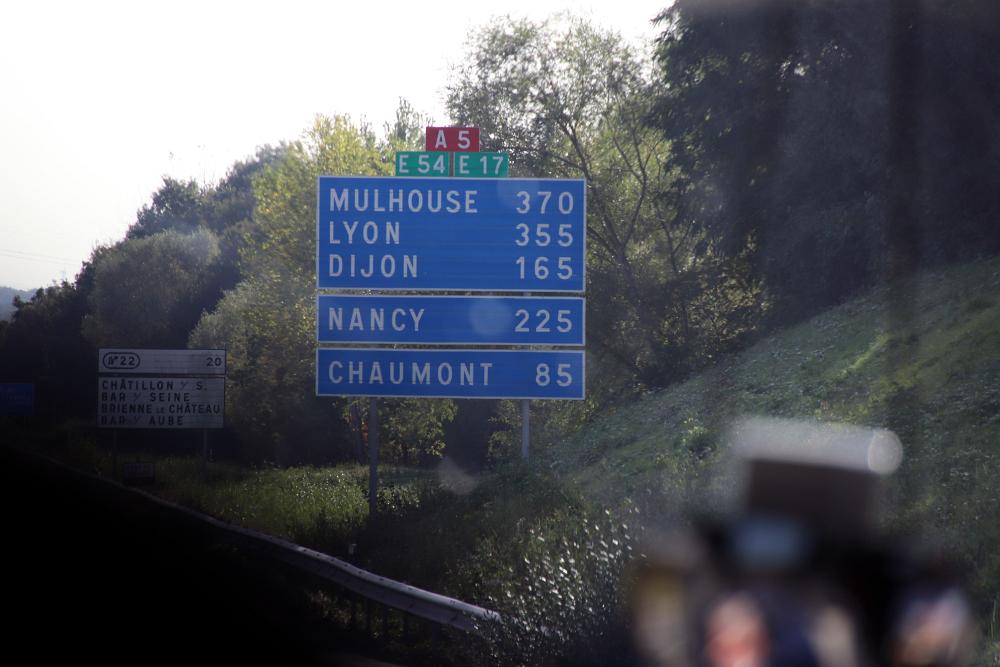 A 5
E 54 E 17
MULHOUSE 370
LYON 355
DIJON 165
NANCY 225
CHAUMONT 85
22 20
CHÂTILLON s/ S.
BAR s/ SEINE
BRIENNE LE CHÂTEAU
BAR s/ AUBE